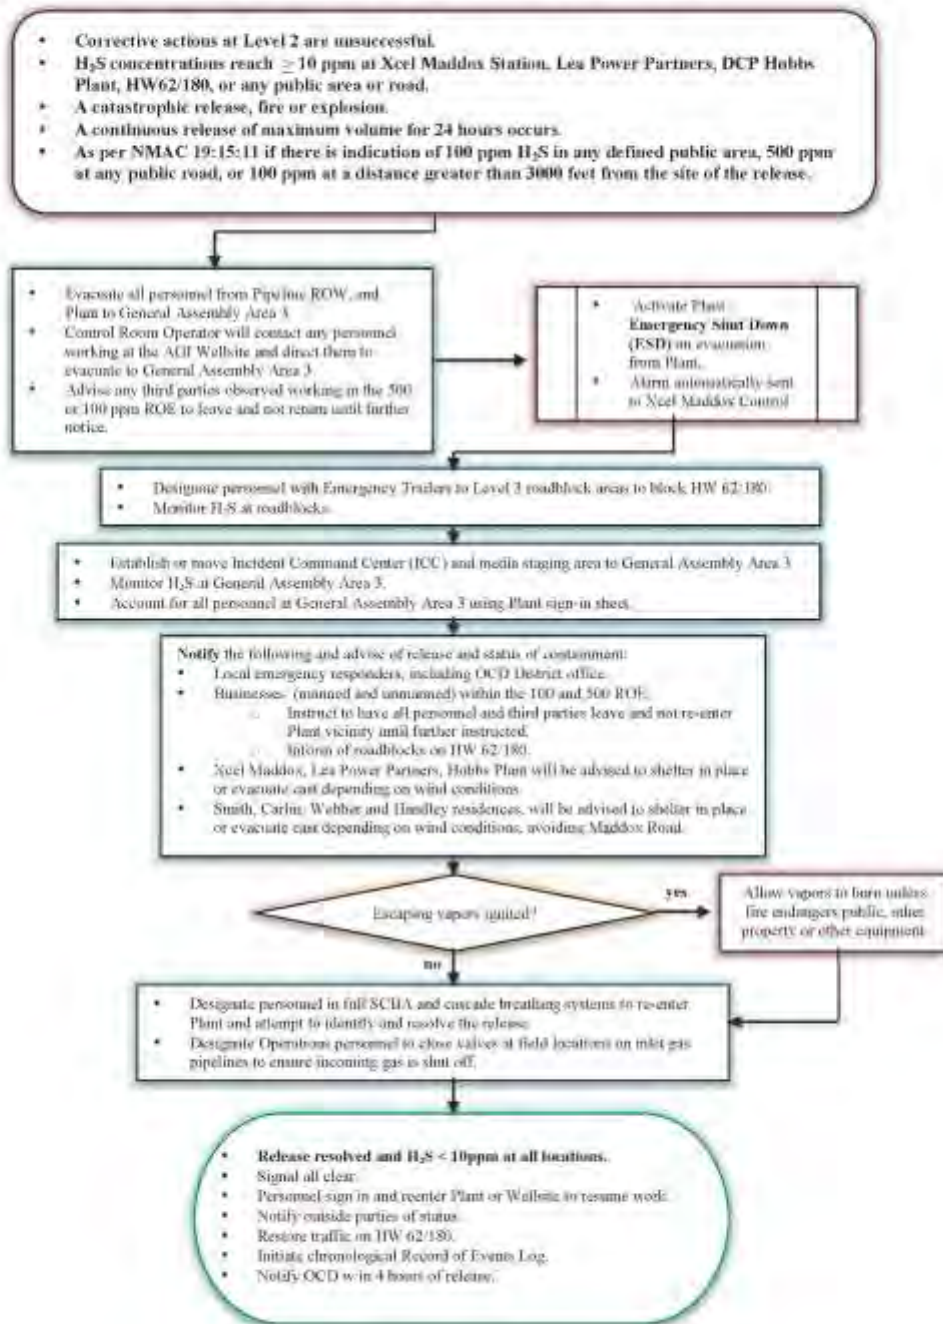 • Corrective actions at Level 2 are unsuccessful.
• H₂S concentrations reach ≥ 10 ppm at Xcel Maddox Station, Lea Power Partners, DCP Hobbs
Plant, HW62/180, or any public area or road.
• A catastrophic release, fire or explosion.
• A continuous release of maximum volume for 24 hours occurs.
• As per NMAC 19:15:11 if there is indication of 100 ppm H₂S in any defined public area, 500 ppm
at any public road, or 100 ppm at a distance greater than 3000 feet from the site of the release.
• Evacuate all personnel from Pipeline ROW, and
Plant to General Assembly Area 3
• Control Room Operator will contact any personnel
working at the AGI Wellsite and direct them to
evacuate to General Assembly Area 3.
• Advise any third parties observed working in the 500
or 100 ppm ROE to leave and not return until further
notice.
• Activate Plant
Emergency Shut Down
(ESD) on evacuation
from Plant.
• Alarm automatically sent
to Xcel Maddox Control
• Designate personnel with Emergency Trailers to Level 3 roadblock areas to block HW 62/180.
• Monitor H₂S at roadblocks.
• Establish or move Incident Command Center (ICC) and media staging area to General Assembly Area 3
• Monitor H₂S at General Assembly Area 3.
• Account for all personnel at General Assembly Area 3 using Plant sign-in sheet.
Notify the following and advise of release and status of containment:
• Local emergency responders, including OCD District office.
• Businesses (manned and unmanned) within the 100 and 500 ROE.
Instruct to have all personnel and third parties leave and not re-enter
Plant vicinity until further instructed.
Inform of roadblocks on HW 62/180.
• Xcel Maddox, Lea Power Partners, Hobbs Plant will be advised to shelter in place
or evacuate east depending on wind conditions
• Smith, Carlin, Webber and Handley residences, will be advised to shelter in place
or evacuate east depending on wind conditions, avoiding Maddox Road.
Escaping vapors ignited?
yes
Allow vapors to burn unless
fire endangers public, other
property or other equipment
no
• Designate personnel in full SCBA and cascade breathing systems to re-enter
Plant and attempt to identify and resolve the release.
• Designate Operations personnel to close valves at field locations on inlet gas
pipelines to ensure incoming gas is shut off.
• Release resolved and H₂S < 10ppm at all locations.
• Signal all clear.
• Personnel sign in and reenter Plant or Wellsite to resume work.
• Notify outside parties of status.
• Restore traffic on HW 62/180.
• Initiate chronological Record of Events Log.
• Notify OCD w/in 4 hours of release.